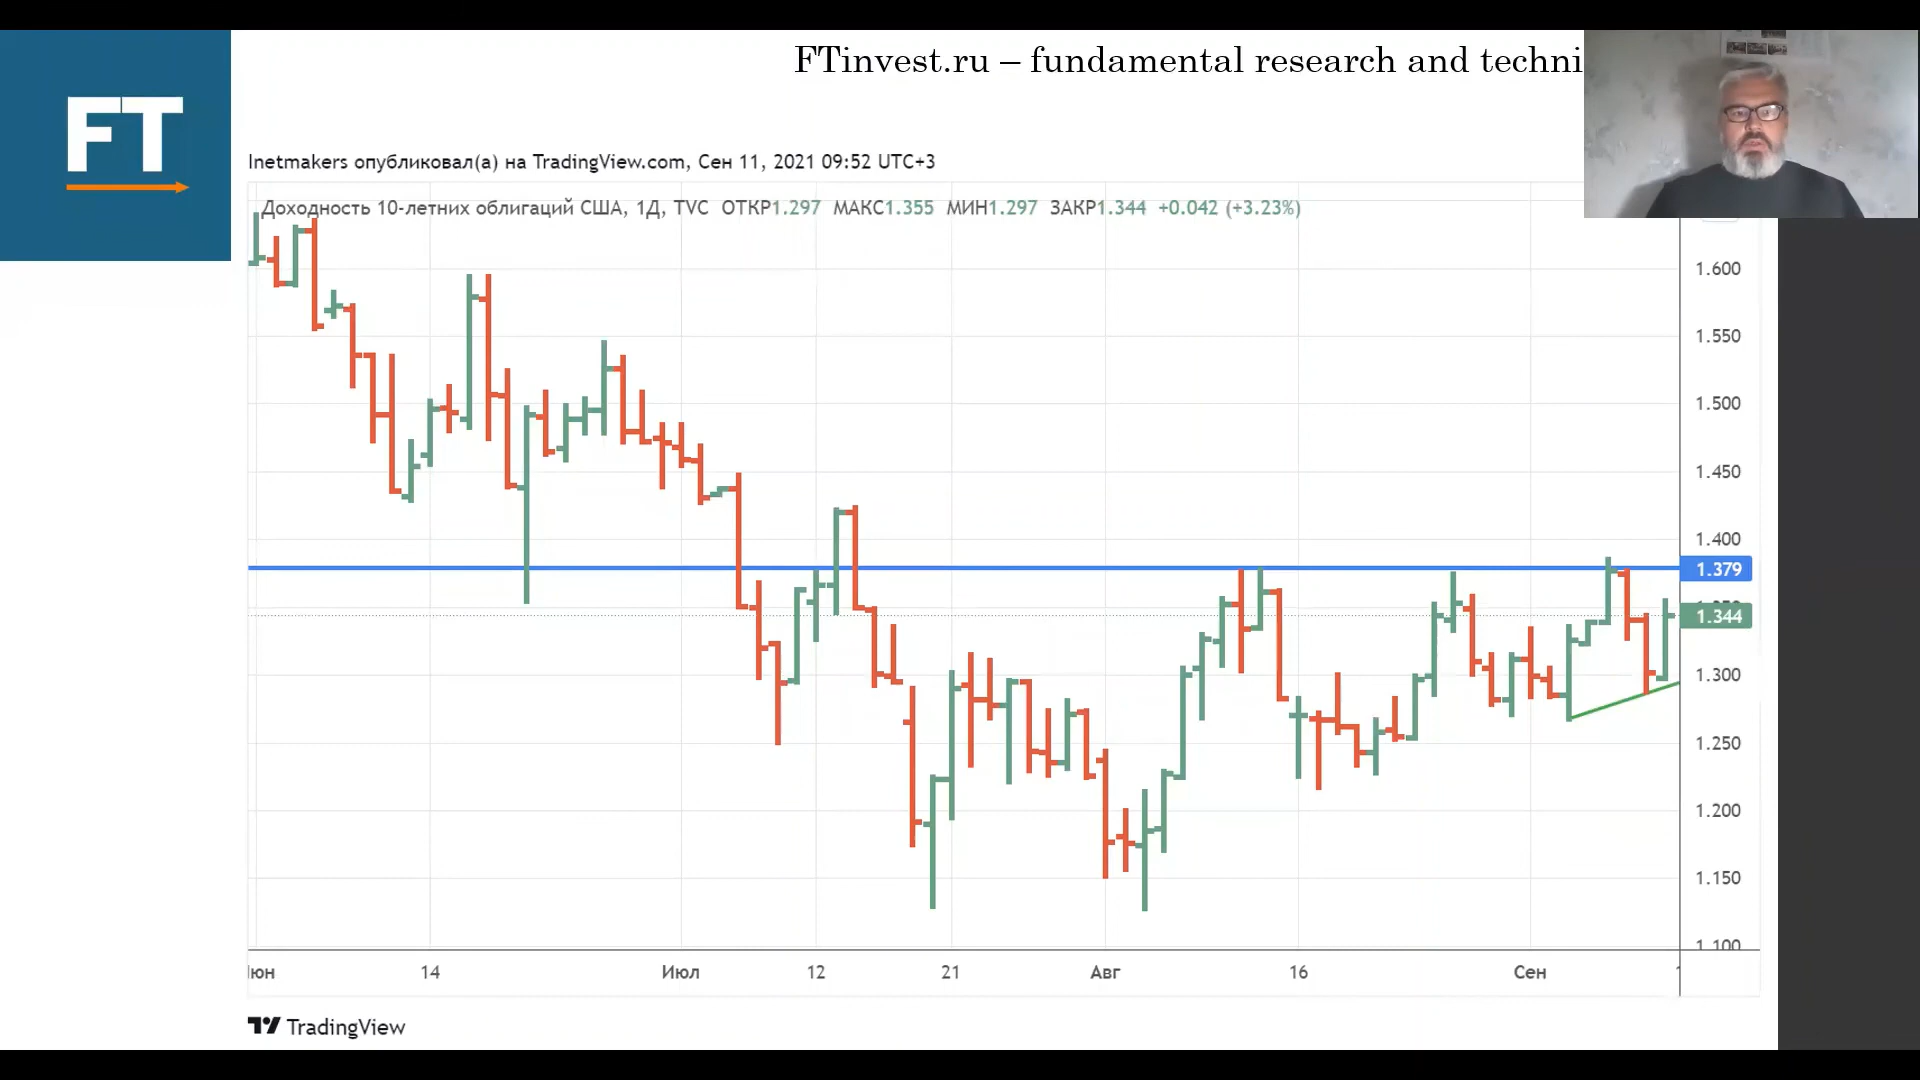 FTinvest.ru – fundamental research and techni
FT
Inetmakers опубликовал(а) на TradingView.com, Сен 11, 2021 09:52 UTC+3
Доходность 10-летних облигаций США, 1Д, TVC ОТКР1.297 МАКС1.355 МИН1.297 ЗАКР1.344 +0.042 (+3.23%)
1.600
1.550
1.500
1.450
1.400
1.379
1.344
1.300
1.250
1.200
1.150
1.100
юн 14 Июл 12 21 Авг 16 Сен
TradingView